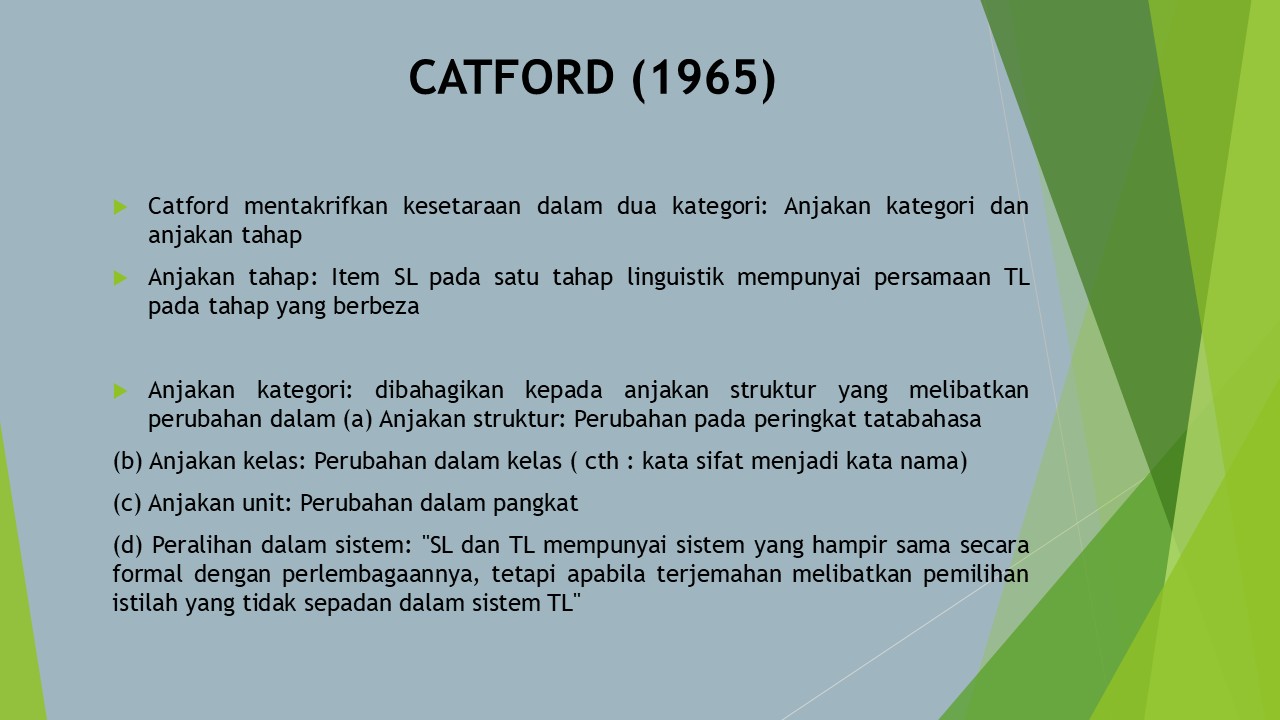 CATFORD (1965)
Catford mentakrifkan kesetaraan dalam dua kategori: Anjakan kategori dan
anjakan tahap
Anjakan tahap: Item SL pada satu tahap linguistik mempunyai persamaan TL
pada tahap yang berbeza
Anjakan kategori: dibahagikan kepada anjakan struktur yang melibatkan
perubahan dalam (a) Anjakan struktur: Perubahan pada peringkat tatabahasa
(b) Anjakan kelas: Perubahan dalam kelas ( cth : kata sifat menjadi kata nama)
(c) Anjakan unit: Perubahan dalam pangkat
(d) Peralihan dalam sistem: "SL dan TL mempunyai sistem yang hampir sama secara
formal dengan perlembagaannya, tetapi apabila terjemahan melibatkan pemilihan
istilah yang tidak sepadan dalam sistem TL"